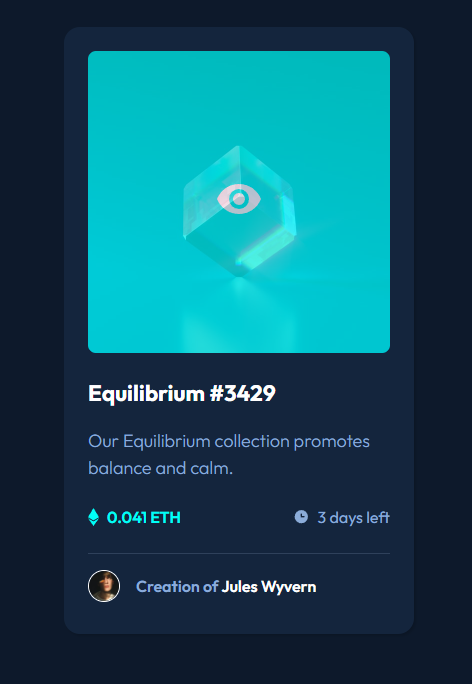 Equilibrium #3429
Our Equilibrium collection promotes
balance and calm.
0.041 ETH
3 days left
Creation of Jules Wyvern